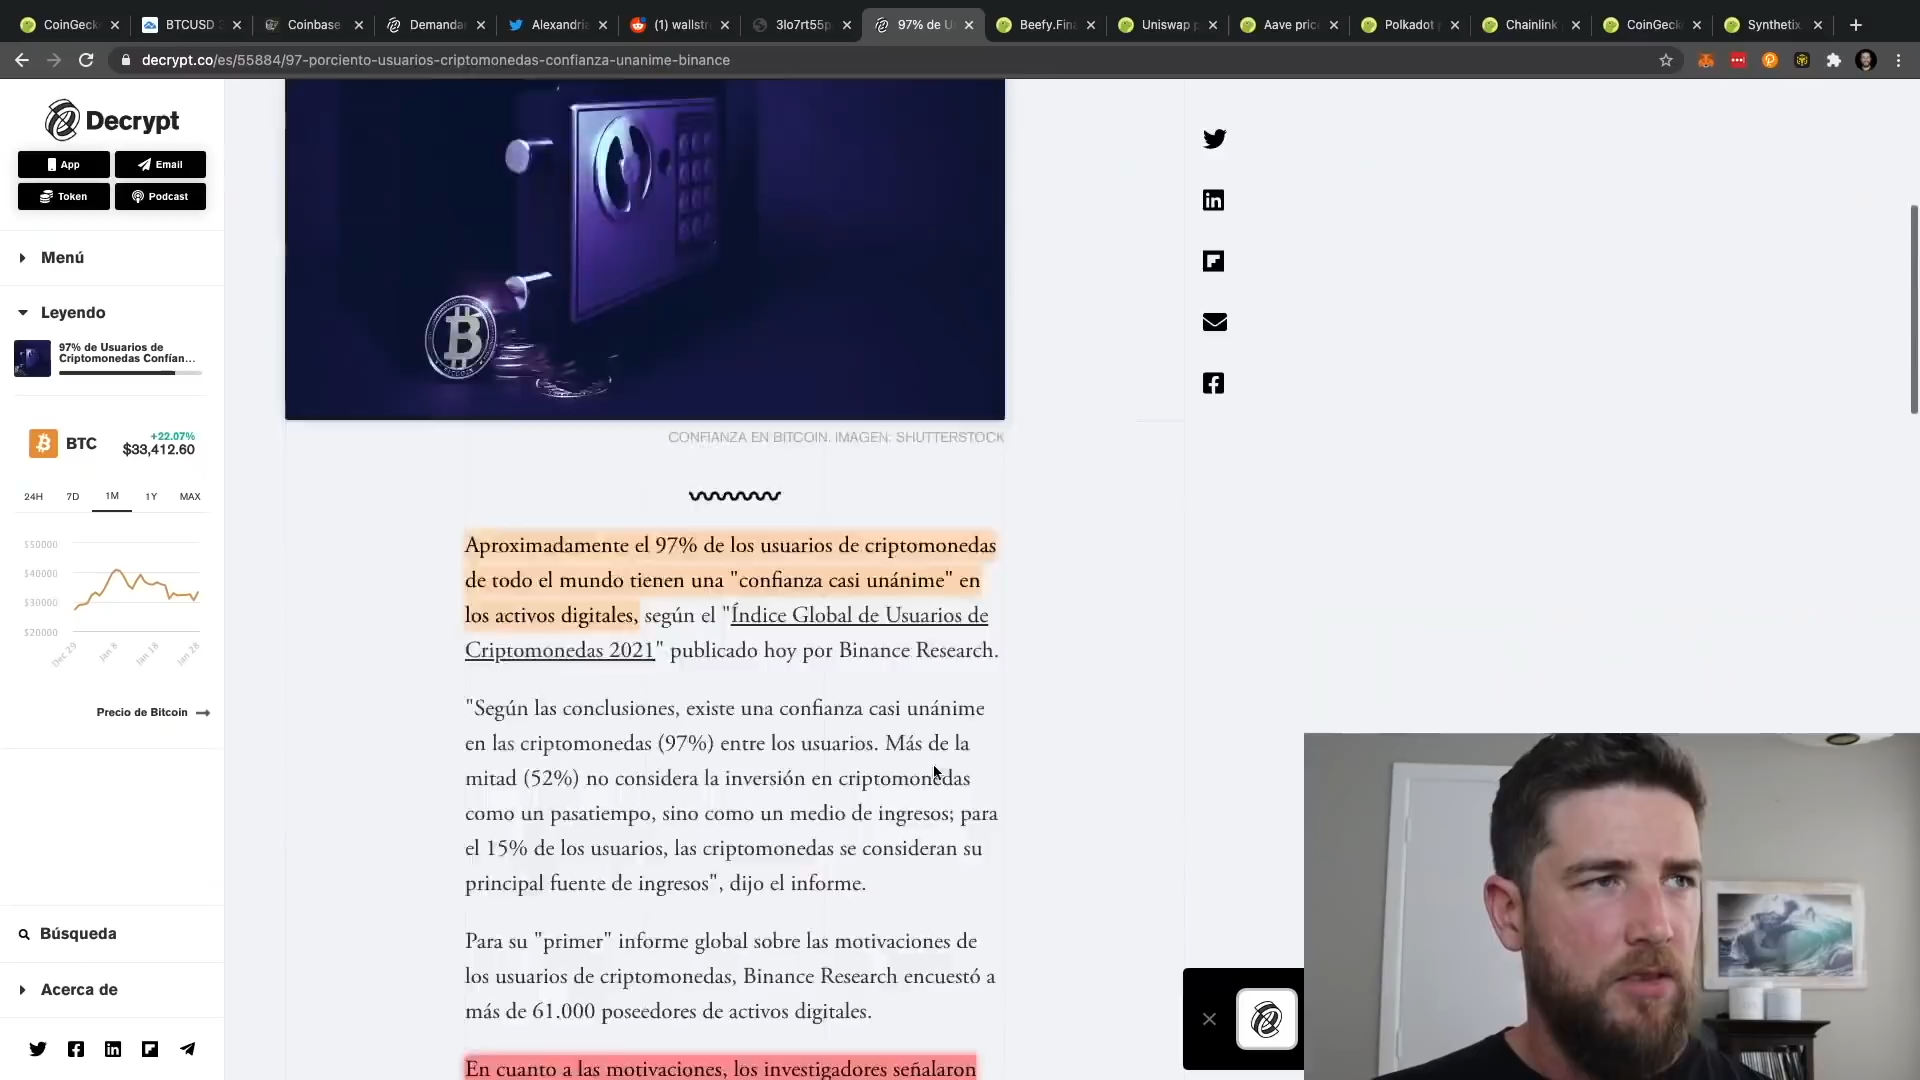 CoinGeck
BTCUSD
Coinbase
Demanda
Alexandria
(1) wallstr
3lo7rt55p
97% de U
Beefy.Fin
Uniswap p
Aave pric
Polkadot
Chainlink
CoinGeck
Synthetix
decrypt.co/es/55884/97-porciento-usuarios-criptomonedas-confianza-unanime-binance
Decrypt
App
Email
Token
Podcast
Menú
Leyendo
97% de Usuarios de
Criptomonedas Confían...
BTC
+22.07%
$33,412.60
24H 7D 1M 1Y MAX
$50000
$40000
$30000
$20000
Dec 29
Jan 8
Jan 18
Jan 28
Precio de Bitcoin
Búsqueda
Acerca de
CONFIANZA EN BITCOIN. IMAGEN: SHUTTERSTOCK
Aproximadamente el 97% de los usuarios de criptomonedas
de todo el mundo tienen una "confianza casi unánime" en
los activos digitales, según el "Índice Global de Usuarios de
Criptomonedas 2021" publicado hoy por Binance Research.
"Según las conclusiones, existe una confianza casi unánime
en las criptomonedas (97%) entre los usuarios. Más de la
mitad (52%) no considera la inversión en criptomonedas
como un pasatiempo, sino como un medio de ingresos; para
el 15% de los usuarios, las criptomonedas se consideran su
principal fuente de ingresos", dijo el informe.
Para su "primer" informe global sobre las motivaciones de
los usuarios de criptomonedas, Binance Research encuestó a
más de 61.000 poseedores de activos digitales.
En cuanto a las motivaciones, los investigadores señalaron